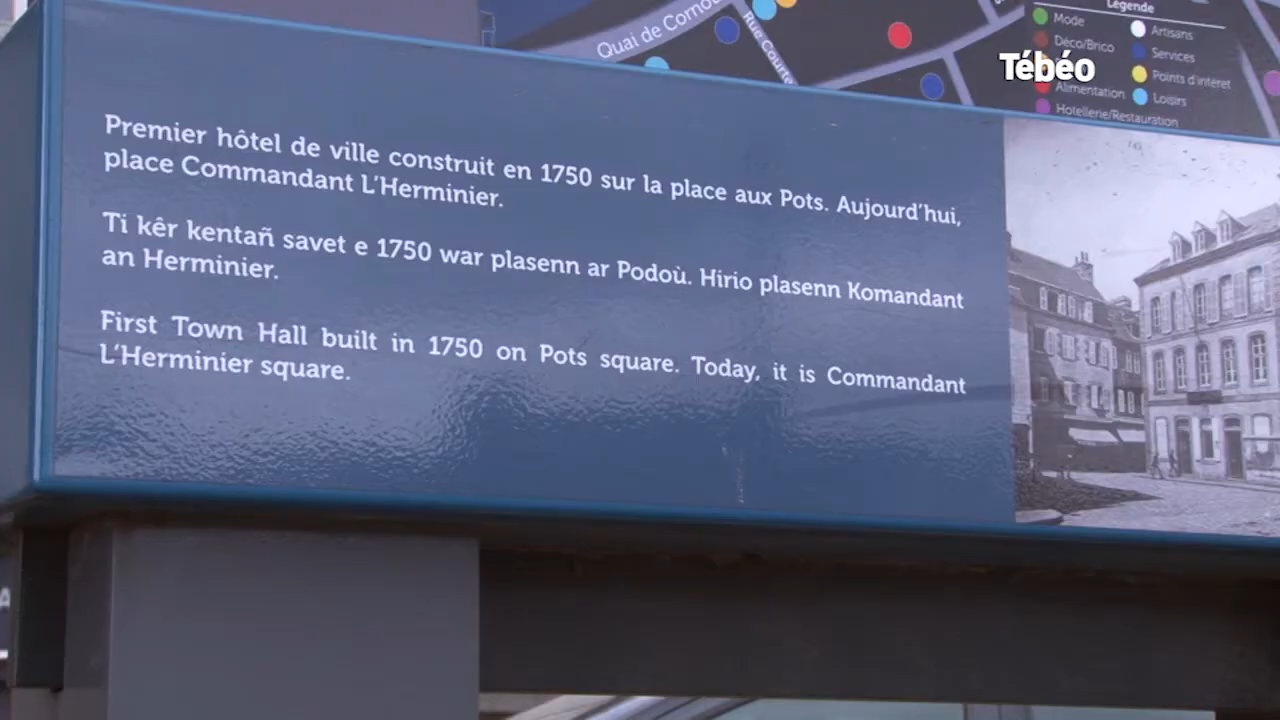 Quai de Cornou
Rue Courte
Légende
Mode
Déco/Brico
Alimentation
Hotellerie/Restauration
Artisans
Services
Points d'interet
Loisirs
Tébéo
Premier hôtel de ville construit en 1750 sur la place aux Pots. Aujourd'hui,
place Commandant L'Herminier.
Ti kêr kentañ savet e 1750 war plasenn ar Podoù. Hirio plasenn Komandant
an Herminier.
First Town Hall built in 1750 on Pots square. Today, it is Commandant
L'Herminier square.